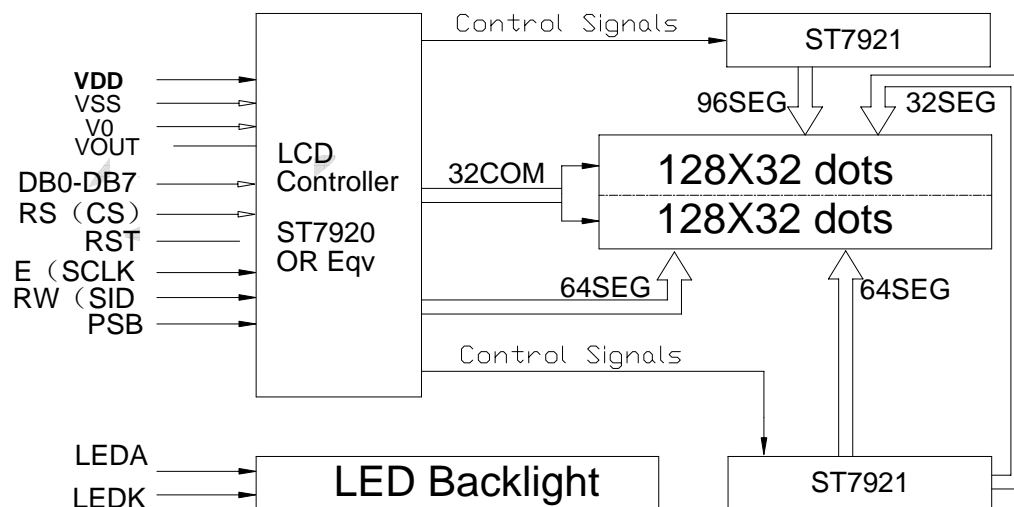 Control Signals
ST7921
VDD
VSS
V0
VOUT
DB0-DB7
RS（CS）
RST
E（SCLK
RW（SID
PSB
LCD
Controller
ST7920
OR Eqv
96SEG
32SEG
32COM
128X32 dots
128X32 dots
64SEG
64SEG
Control Signals
LEDA
LEDK
LED Backlight
ST7921